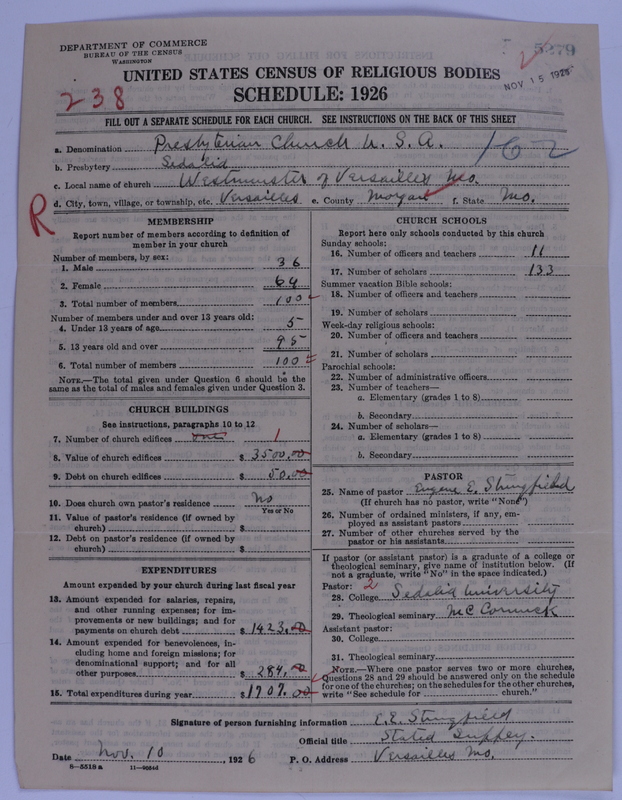 DEPARTMENT OF COMMERCE
BUREAU OF THE CENSUS
WASHINGTON
5279
NOV 15 1926
UNITED STATES CENSUS OF RELIGIOUS BODIES
238
SCHEDULE: 1926
FILL OUT A SEPARATE SCHEDULE FOR EACH CHURCH. SEE INSTRUCTIONS ON THE BACK OF THIS SHEET
a. Denomination Presbyterian Church U. S. A. 162
b. Presbytery Sedalia
c. Local name of church Westminster of Versailles Mo.
d. City, town, village, or township, etc. Versailles e. County Morgan f. State Mo.
R
MEMBERSHIP
Report number of members according to definition of member in your church
Number of members, by sex:
1. Male 36
2. Female 64
3. Total number of members 100
Number of members under and over 13 years old:
4. Under 13 years of age 5
5. 13 years old and over 95
6. Total number of members 100
NOTE.—The total given under Question 6 should be the same as the total of males and females given under Question 3.
CHURCH BUILDINGS
See instructions, paragraphs 10 to 12
7. Number of church edifices one 1
8. Value of church edifices $ 3500.00
9. Debt on church edifices $ 50.00
10. Does church own pastor's residence No
Yes or No
11. Value of pastor's residence (if owned by church) $
12. Debt on pastor's residence (if owned by church) $
EXPENDITURES
Amount expended by your church during last fiscal year
13. Amount expended for salaries, repairs, and other running expenses; for improvements or new buildings; and for payments on church debt $ 1423.00
14. Amount expended for benevolences, including home and foreign missions; for denominational support; and for all other purposes $ 284.00
15. Total expenditures during year $ 1707.00
CHURCH SCHOOLS
Report here only schools conducted by this church
Sunday schools:
16. Number of officers and teachers 11
17. Number of scholars 133
Summer vacation Bible schools:
18. Number of officers and teachers
19. Number of scholars
Week-day religious schools:
20. Number of officers and teachers
21. Number of scholars
Parochial schools:
22. Number of administrative officers
23. Number of teachers—
a. Elementary (grades 1 to 8)
b. Secondary
24. Number of scholars—
a. Elementary (grades 1 to 8)
b. Secondary
PASTOR
25. Name of pastor Eugene E. Stringfield
(If church has no pastor, write "None")
26. Number of ordained ministers, if any, employed as assistant pastors
27. Number of other churches served by the pastor or his assistants
If pastor (or assistant pastor) is a graduate of a college or theological seminary, give name of institution below. (If not a graduate, write "No" in the space indicated.)
Pastor: 2
28. College Sedalia University
29. Theological seminary McCormick
Assistant pastor:
30. College
31. Theological seminary
NOTE.—Where one pastor serves two or more churches, Questions 28 and 29 should be answered only on the schedule for one of the churches; on the schedules for the other churches, write "See schedule for church."
Signature of person furnishing information E. E. Stringfield
Official title Stated Supply.
Date Nov. 10, 1926 P. O. Address Versailles Mo.
8—5518 a 11—9884d